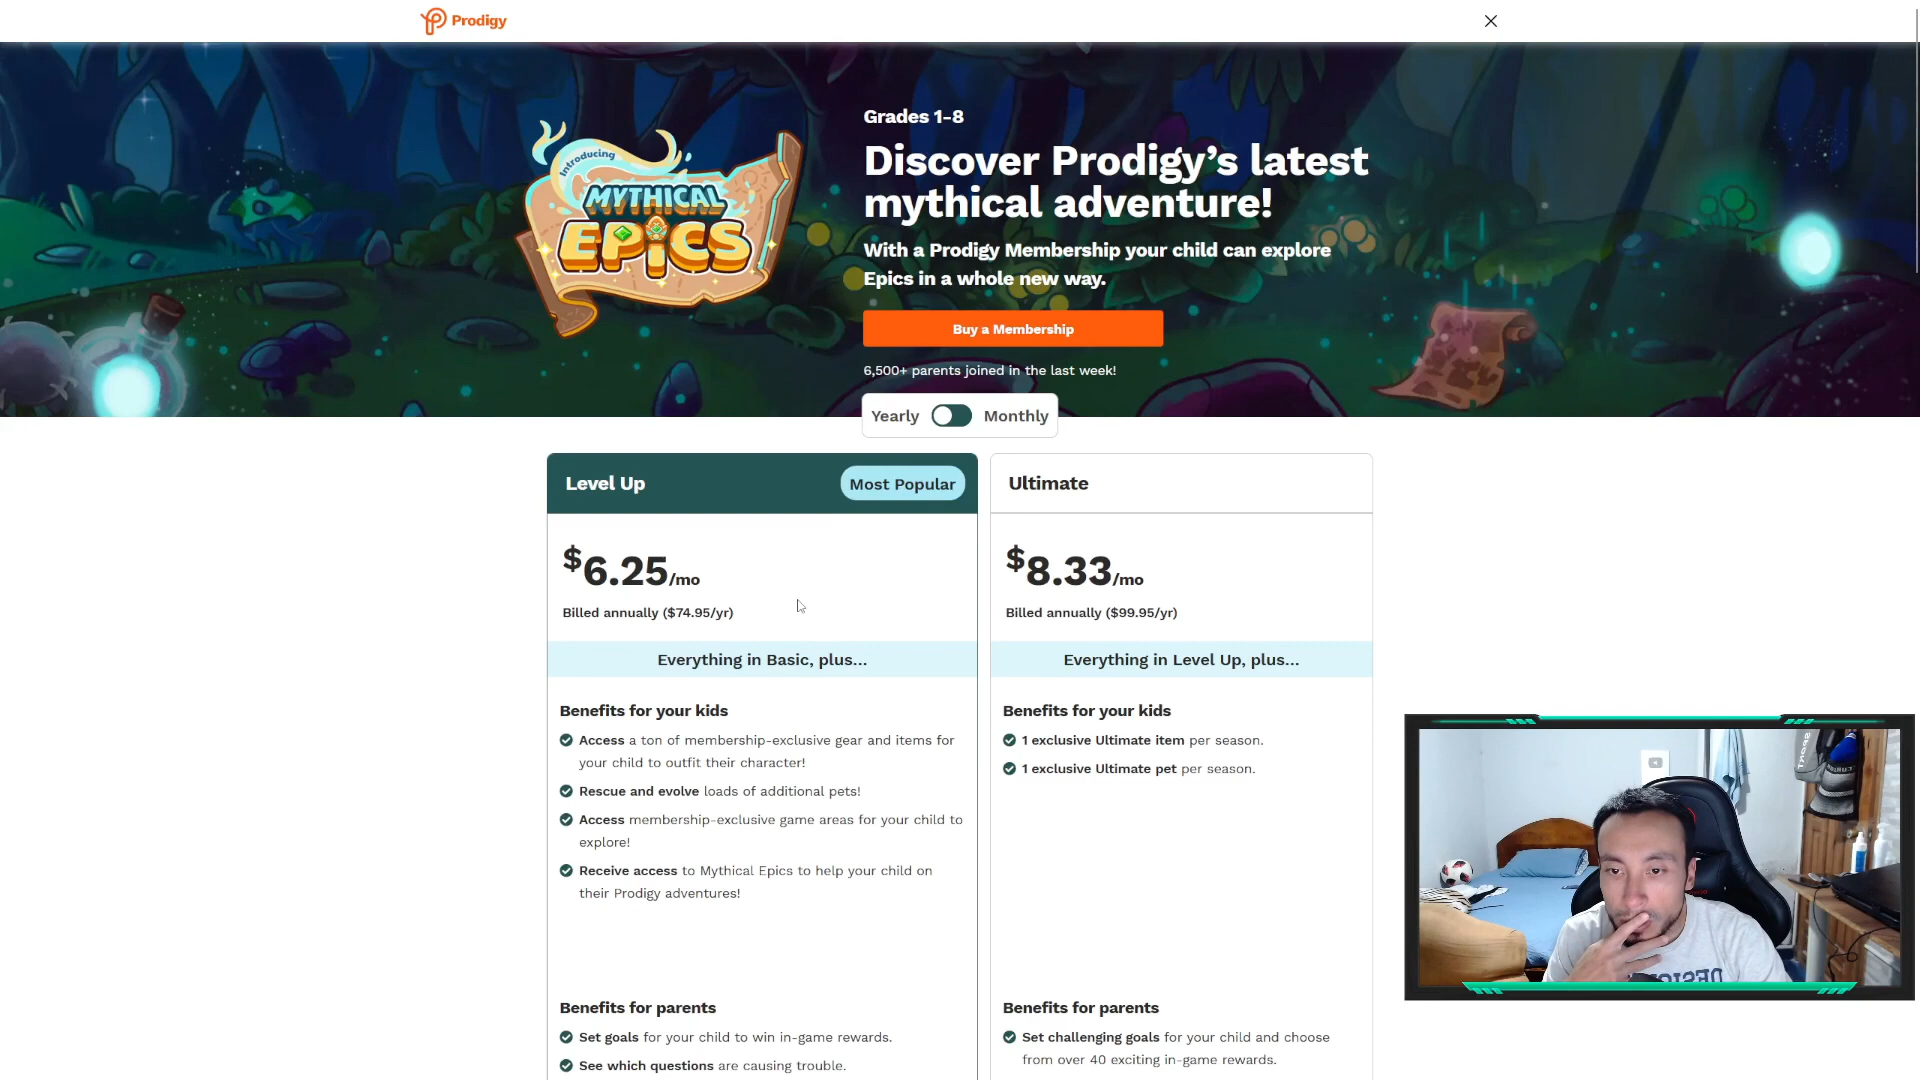 Prodigy
Introducing
MYTHICAL
EPICS
Grades 1-8
Discover Prodigy’s latest
mythical adventure!
With a Prodigy Membership your child can explore
Epics in a whole new way.
Buy a Membership
6,500+ parents joined in the last week!
Yearly Monthly
Level Up
Most Popular
$6.25/mo
Billed annually ($74.95/yr)
Everything in Basic, plus...
Benefits for your kids
Access a ton of membership-exclusive gear and items for
your child to outfit their character!
Rescue and evolve loads of additional pets!
Access membership-exclusive game areas for your child to
explore!
Receive access to Mythical Epics to help your child on
their Prodigy adventures!
Benefits for parents
Set goals for your child to win in-game rewards.
See which questions are causing trouble.
Ultimate
$8.33/mo
Billed annually ($99.95/yr)
Everything in Level Up, plus...
Benefits for your kids
1 exclusive Ultimate item per season.
1 exclusive Ultimate pet per season.
Benefits for parents
Set challenging goals for your child and choose
from over 40 exciting in-game rewards.